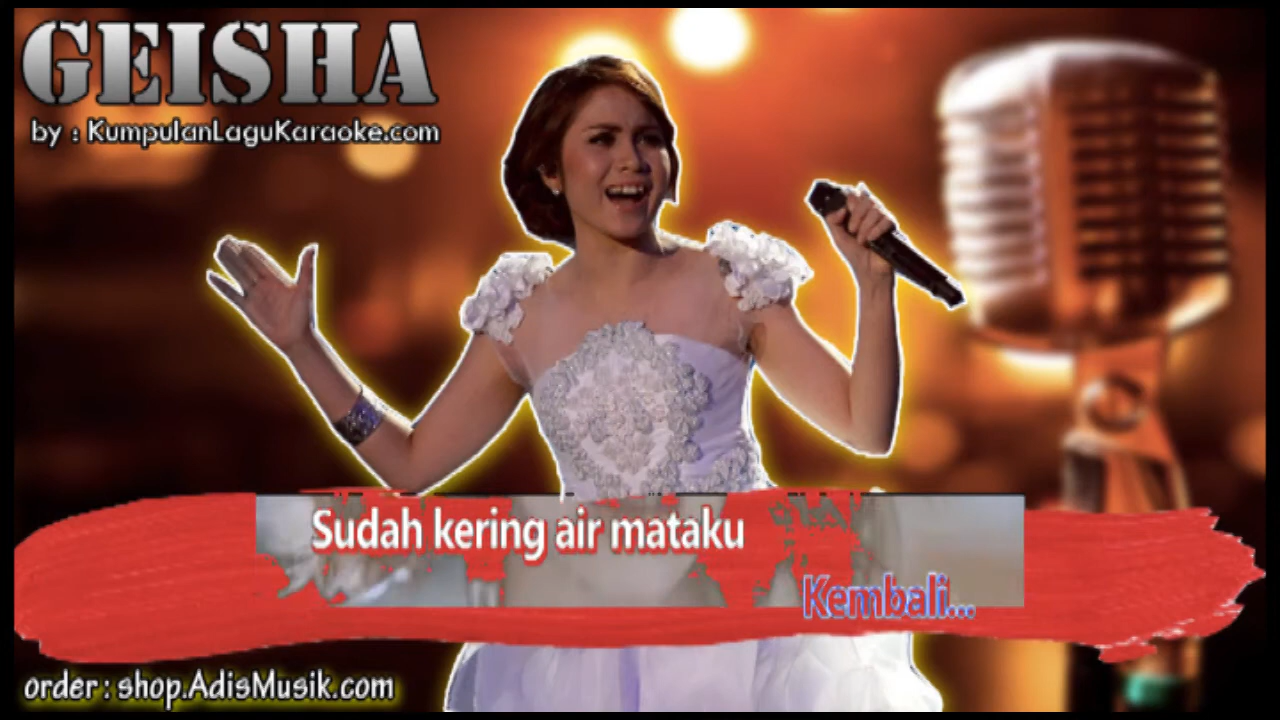 GEISHA
by : KumpulanLaguKaraoke.com
Sudah kering air mataku
Kembali...
order : shop.AdisMusik.com